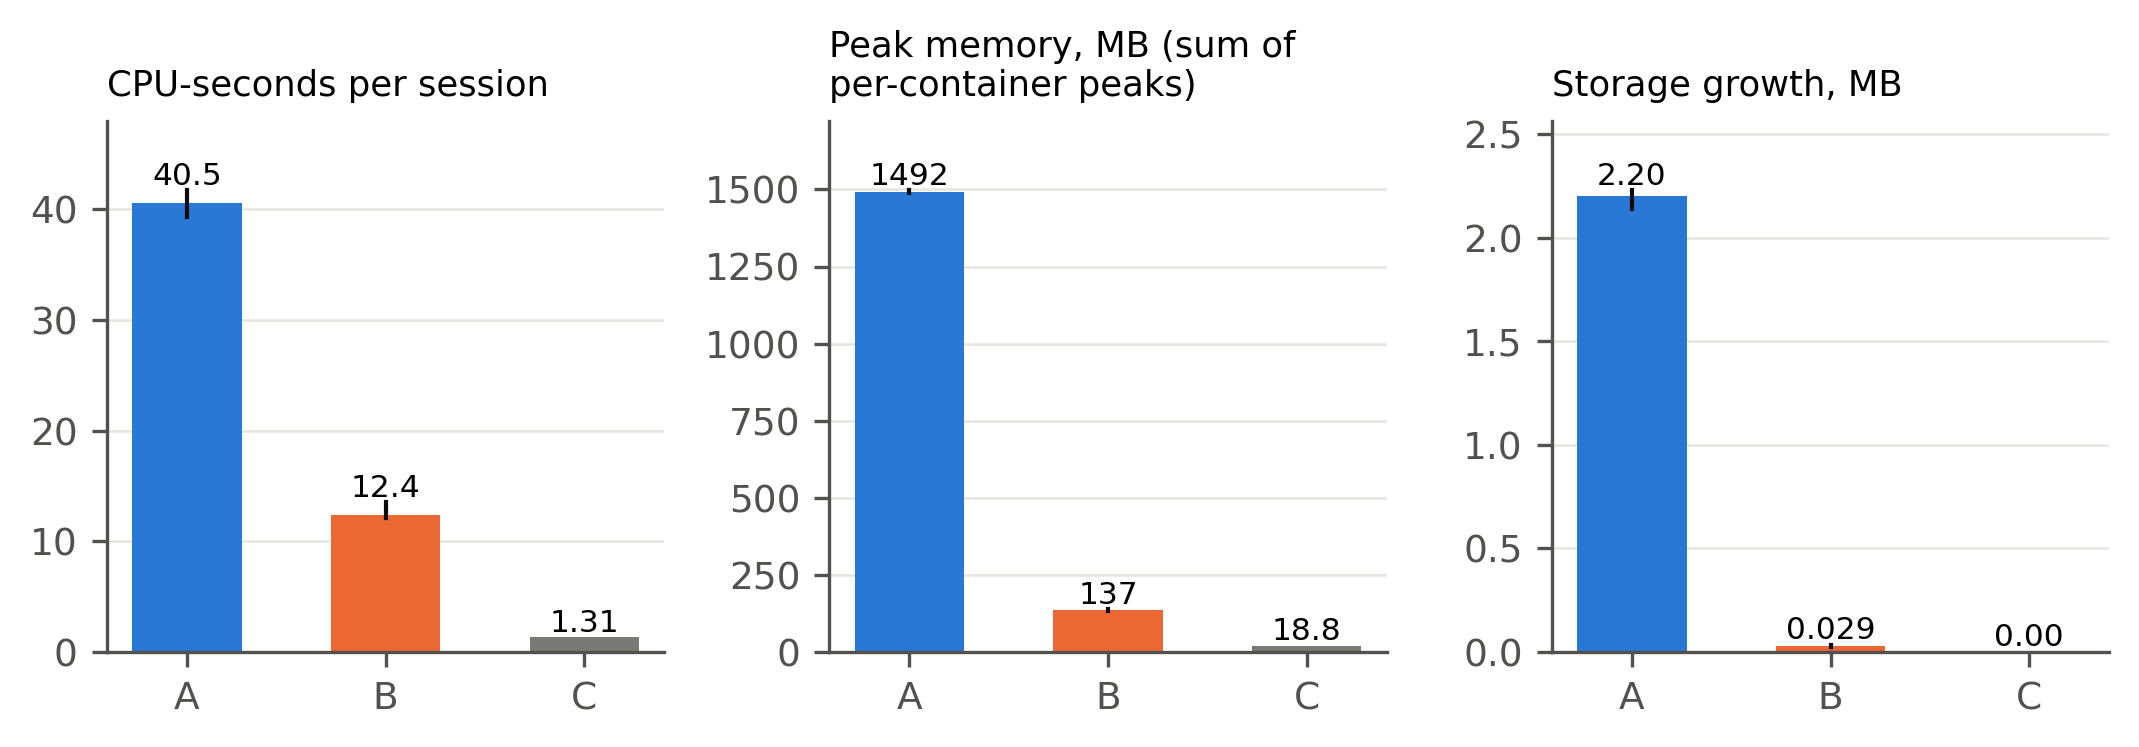 CPU-seconds per session
40
30
20
10
0
40.5
12.4
1.31
A
B
C
Peak memory, MB (sum of
per-container peaks)
1500
1250
1000
750
500
250
0
1492
137
18.8
A
B
C
Storage growth, MB
2.5
2.0
1.5
1.0
0.5
0.0
2.20
0.029
0.00
A
B
C